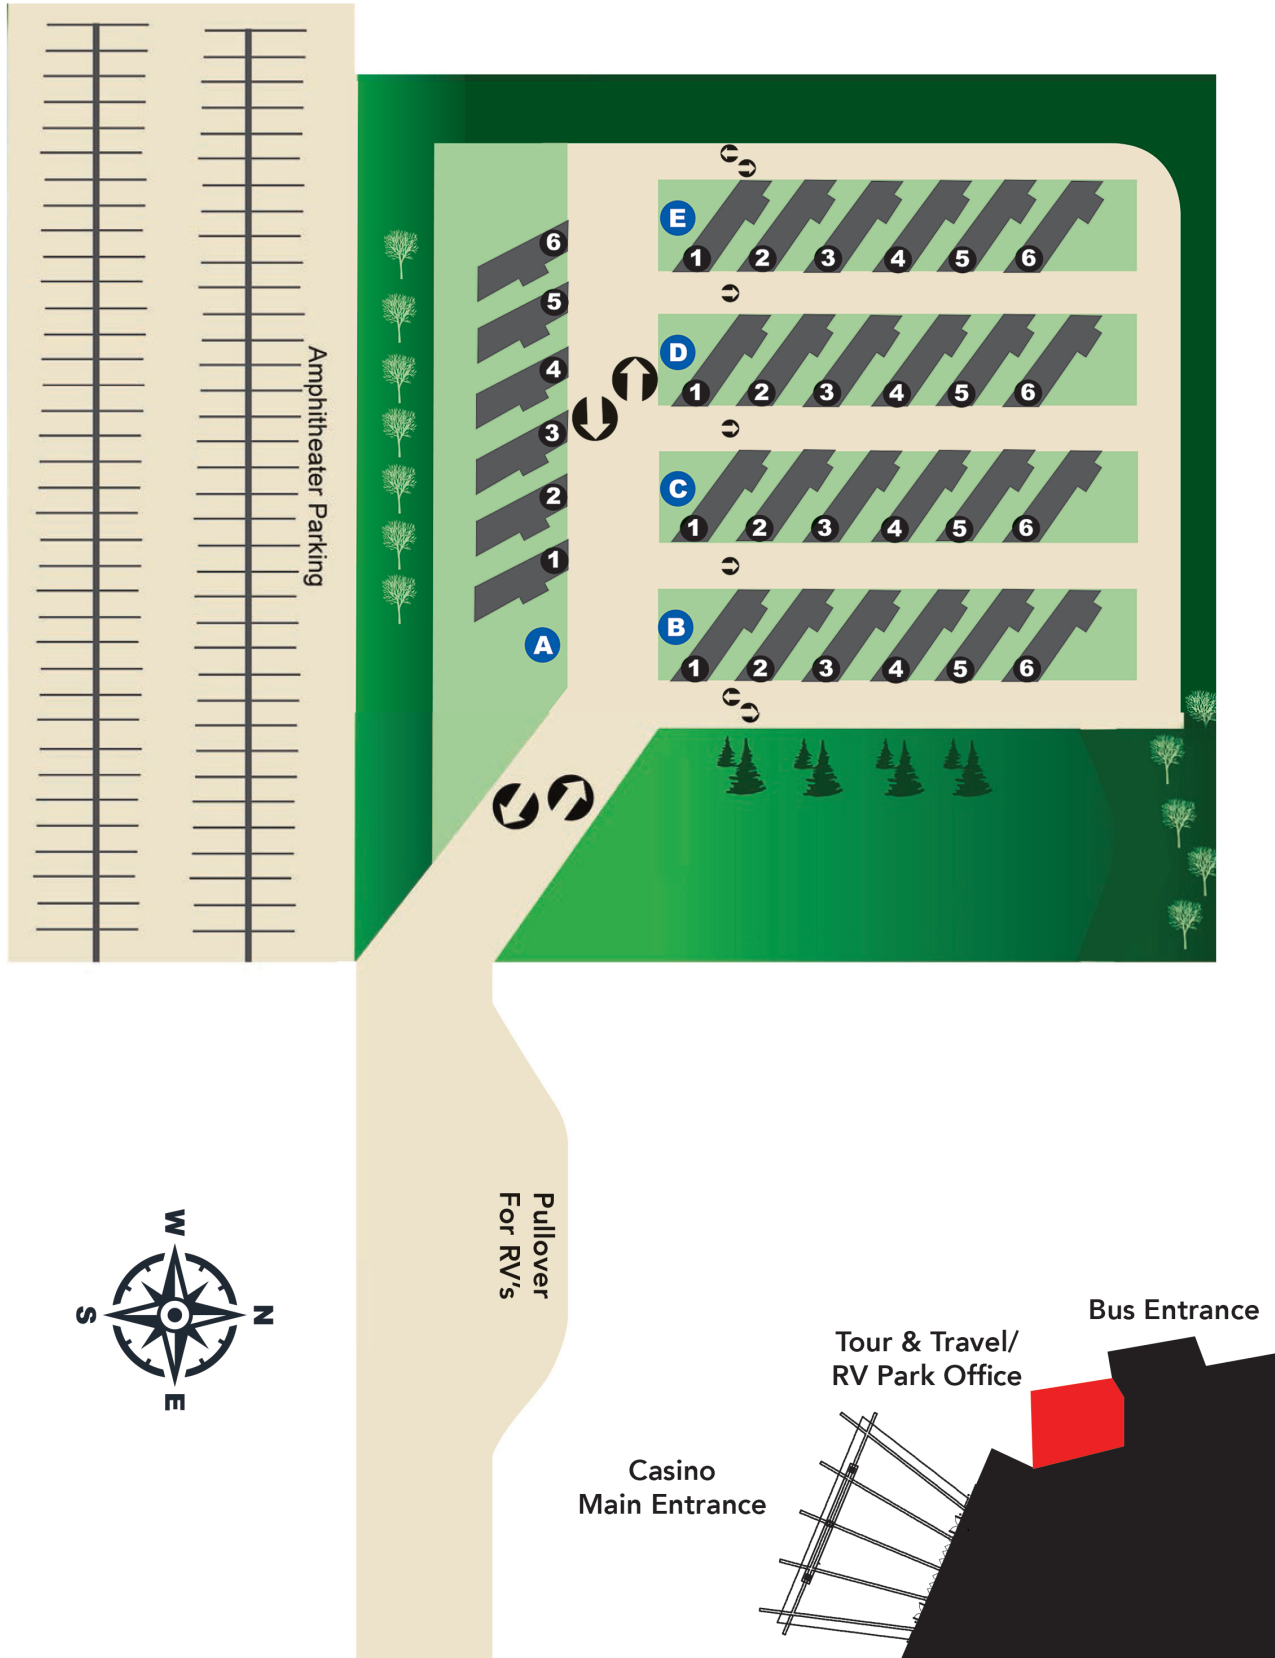 E
1 2 3 4 5 6
D
1 2 3 4 5 6
C
1 2 3 4 5 6
B
1 2 3 4 5 6
6
5
4
3
2
1
A
Amphitheater Parking
Pullover
For RV's
W
S N
E
Bus Entrance
Tour & Travel/
RV Park Office
Casino
Main Entrance